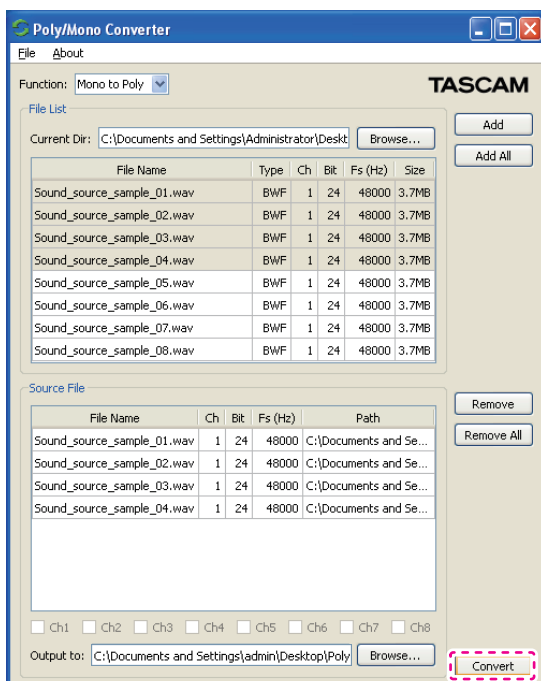 Poly/Mono Converter
File About
Function: Mono to Poly
TASCAM
File List
Current Dir: C:\Documents and Settings\Administrator\Deskt Browse...
Add
Add All
File Name Type Ch Bit Fs (Hz) Size
Sound_source_sample_01.wav BWF 1 24 48000 3.7MB
Sound_source_sample_02.wav BWF 1 24 48000 3.7MB
Sound_source_sample_03.wav BWF 1 24 48000 3.7MB
Sound_source_sample_04.wav BWF 1 24 48000 3.7MB
Sound_source_sample_05.wav BWF 1 24 48000 3.7MB
Sound_source_sample_06.wav BWF 1 24 48000 3.7MB
Sound_source_sample_07.wav BWF 1 24 48000 3.7MB
Sound_source_sample_08.wav BWF 1 24 48000 3.7MB
Source File
Remove
Remove All
File Name Ch Bit Fs (Hz) Path
Sound_source_sample_01.wav 1 24 48000 C:\Documents and Se...
Sound_source_sample_02.wav 1 24 48000 C:\Documents and Se...
Sound_source_sample_03.wav 1 24 48000 C:\Documents and Se...
Sound_source_sample_04.wav 1 24 48000 C:\Documents and Se...
Ch1 Ch2 Ch3 Ch4 Ch5 Ch6 Ch7 Ch8
Output to: C:\Documents and Settings\admin\Desktop\Poly Browse...
Convert